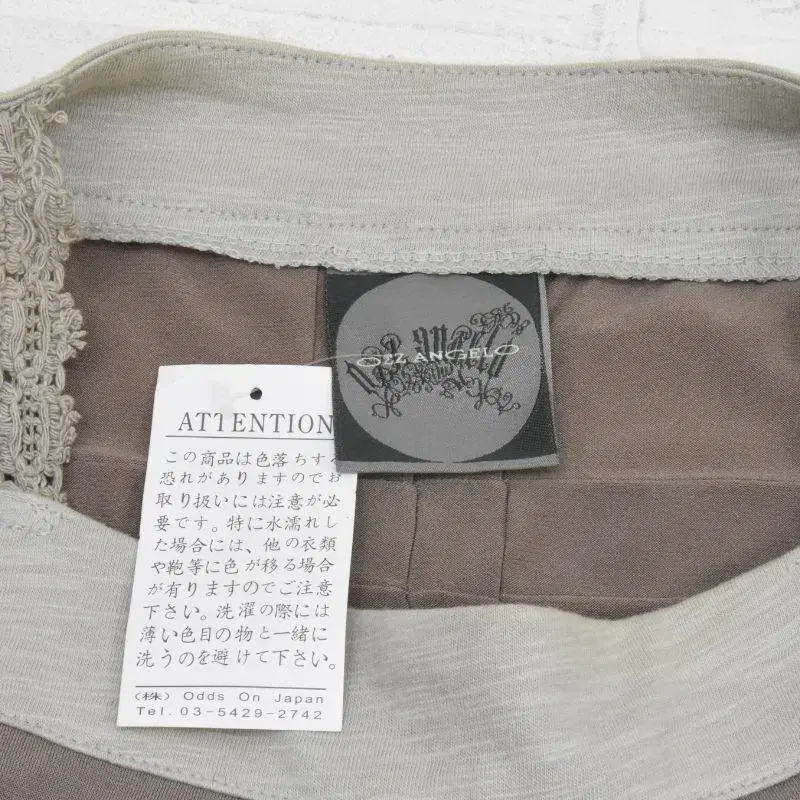 OZZ ANGELO
ATTENTION
この商品は色落ちする
恐れがありますのでお
取り扱いには注意が必
要です。特に水濡れし
た場合には、他の衣類
や鞄等に色が移る場合
が有りますのでご注意
下さい。洗濯の際には
薄い色目の物と一緒に
洗うのを避けて下さい。
(株) Odds On Japan
Tel. 03-5429-2742